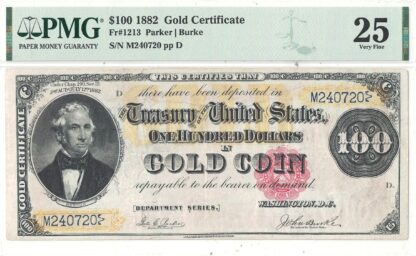 PMG
PAPER MONEY GUARANTY
$100 1882 Gold Certificate
Fr#1213 Parker | Burke
S/N M240720 pp D
25
Very Fine
THIS CERTIFIES THAT
D there have been deposited in
M240720
Treasury of the United States,
ONE HUNDRED DOLLARS
IN
GOLD COIN
100
repayable to the bearer on demand.
D.
WASHINGTON, D.C.
DEPARTMENT SERIES.
M240720
GOLD CERTIFICATE